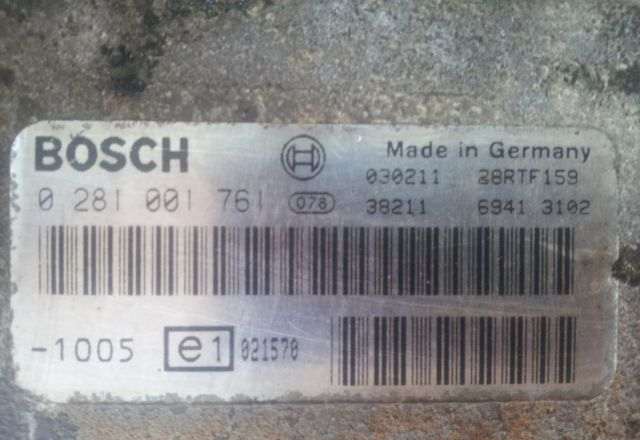 BOSCH Made in Germany
030211 28RTF159
0 281 001 761 078 38211 6941 3102
-1005 e1 021570